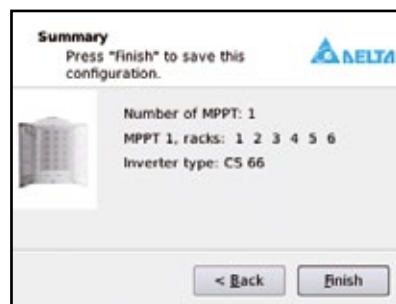 Summary
Press "Finish" to save this
configuration.
DELTA
Number of MPPT: 1
MPPT 1, racks: 1 2 3 4 5 6
Inverter type: CS 66
< Back
Finish